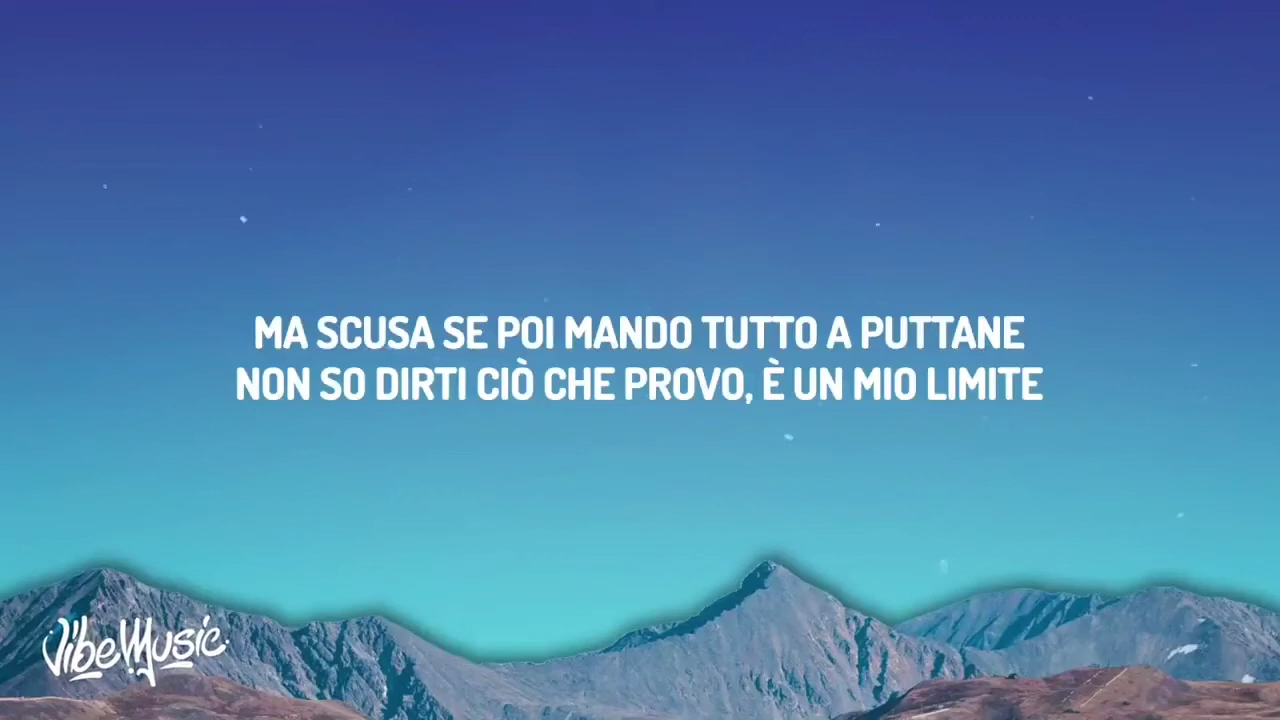 MA SCUSA SE POI MANDO TUTTO A PUTTANE
NON SO DIRTI CIÒ CHE PROVO, È UN MIO LIMITE
VibeMusic